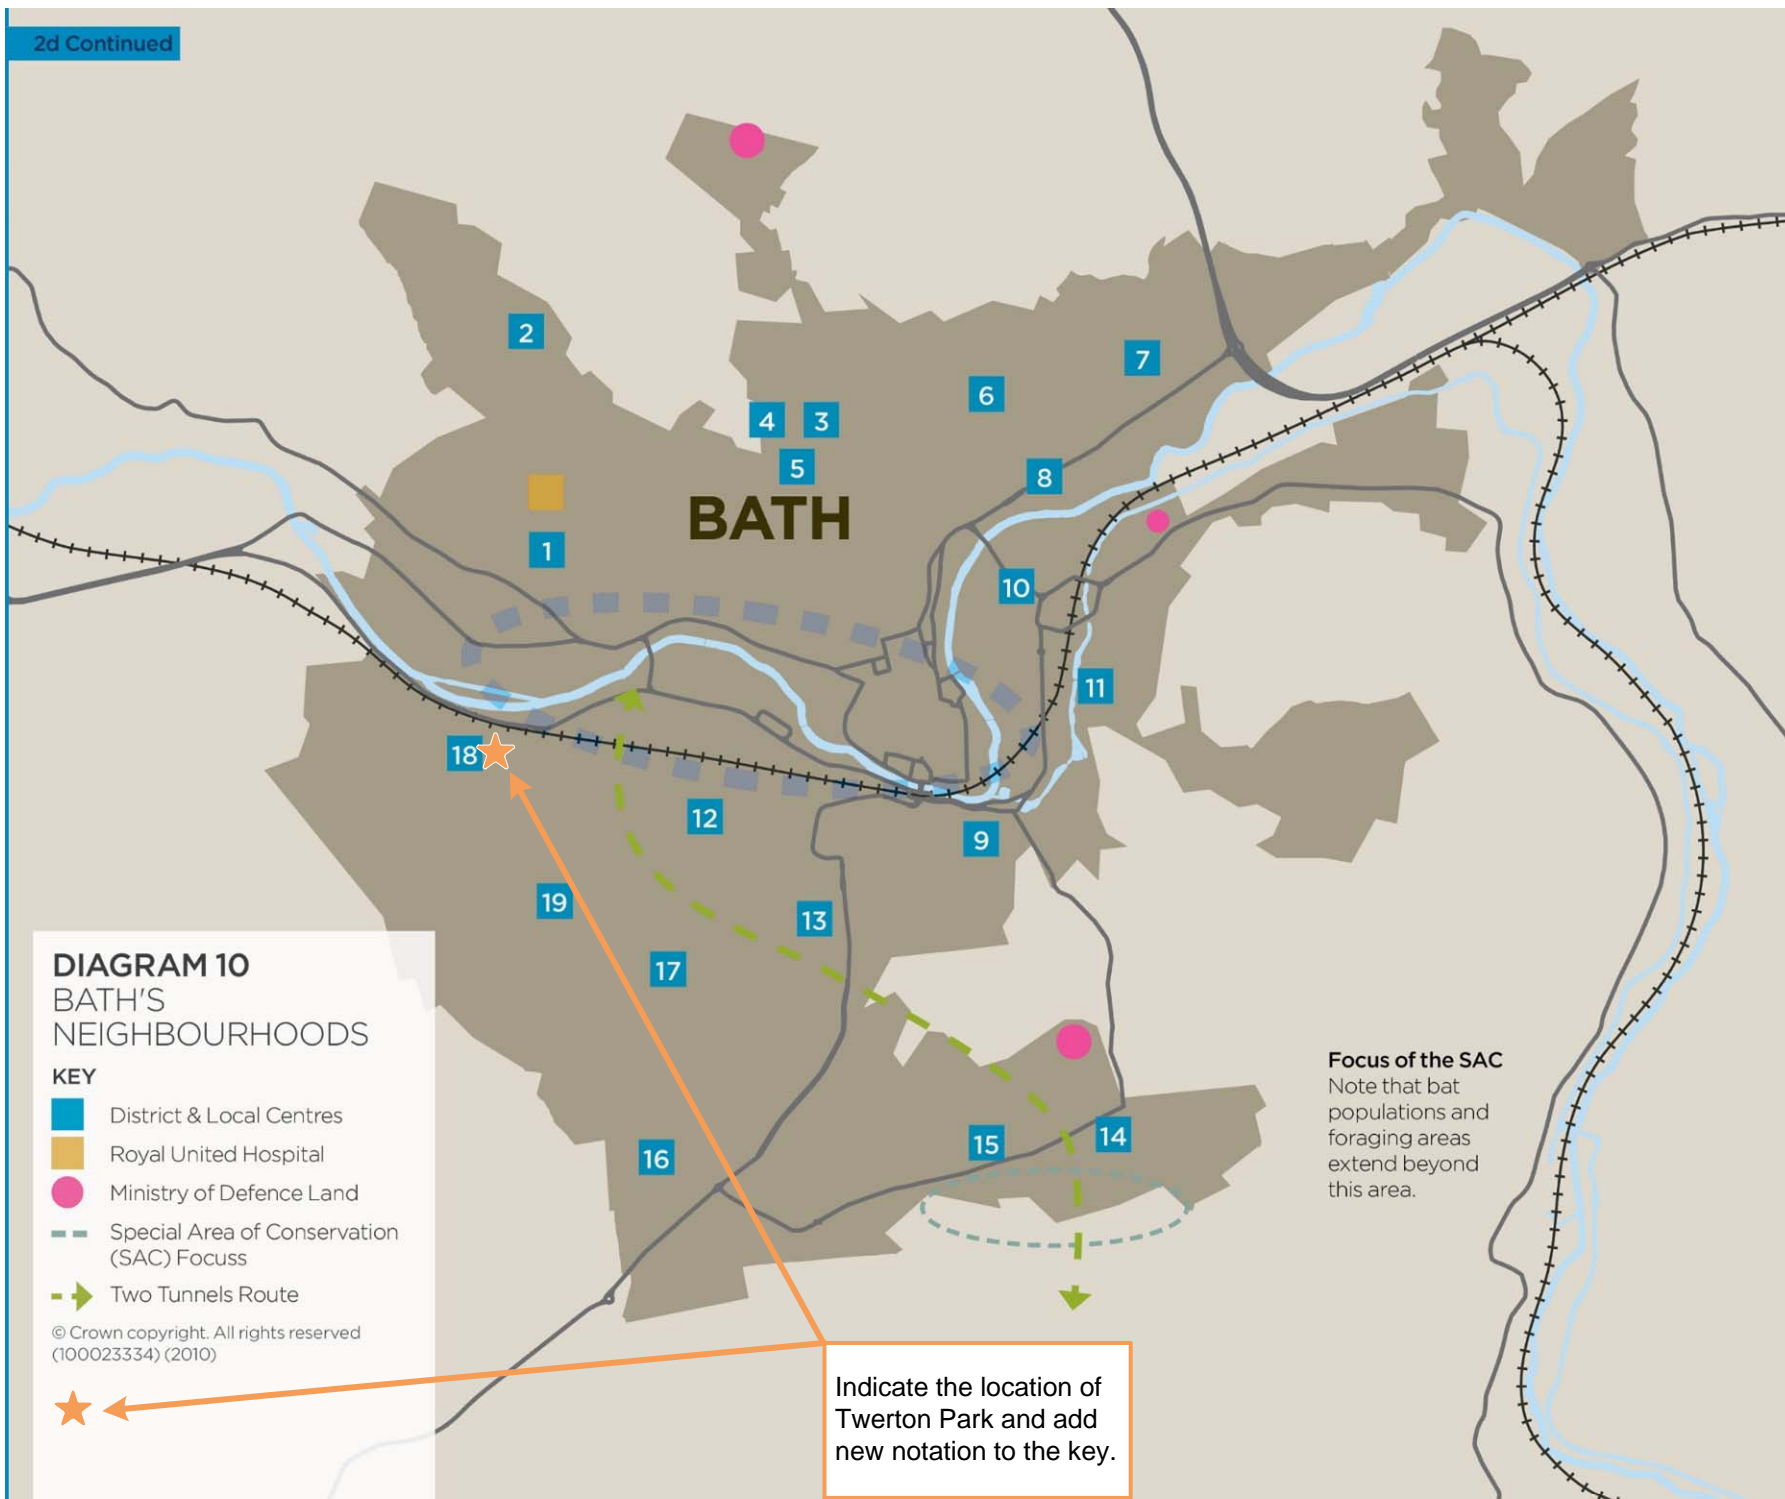 2d Continued
2
7
6
4
3
5
8
BATH
1
10
11
18
12
9
19
13
17
14
15
16
DIAGRAM 10
BATH'S
NEIGHBOURHOODS
KEY
District & Local Centres
Royal United Hospital
Ministry of Defence Land
Special Area of Conservation
(SAC) Focuss
Two Tunnels Route
© Crown copyright. All rights reserved
(100023334) (2010)
Focus of the SAC
Note that bat
populations and
foraging areas
extend beyond
this area.
Indicate the location of
Twerton Park and add
new notation to the key.